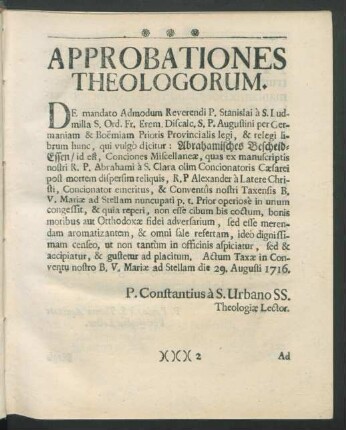 APPROBATIONES
THEOLOGORUM.
DE mandato Admodum Reverendi P. Stanislai à S. Lud-
milla S. Ord. Fr. Erem. Discalc, S. P. Augustini per Ger-
maniam & Boëmiam Prioris Provincialis legi, & relegi li-
brum hunc, qui vulgò dicitur: Abrahamisches Bescheid-
Essen/ id est, Conciones Miscellaneæ, quas ex manuscriptis
nostri R. P. Abrahami à S. Clara olim Concionatoris Cæsarei
post mortem dispersim reliquis, R. P Alexander à Latere Chri-
sti, Concionator emeritus, & Conventûs nostri Taxensis B,
V. Mariæ ad Stellam nuncupati p. t. Prior operiosè in unum
congessit, & quia reperi, non esse cibum bis coctum, bonis
moribus aut Orthodoxæ fidei adversarium, sed esse meren-
dam aromatizantem, & omni sale refertam, ideò dignissi-
mam censeo, ut non tantùm in officinis aspiciatur, sed &
accipiatur, & gustetur ad placitum. Actum Taxæ in Con-
ventu nostro B, V. Mariæ ad Stellam die 29. Augusti 1716.
P. Constantius à S. Urbano SS.
Theologiæ Lector.
)()()( 2 Ad